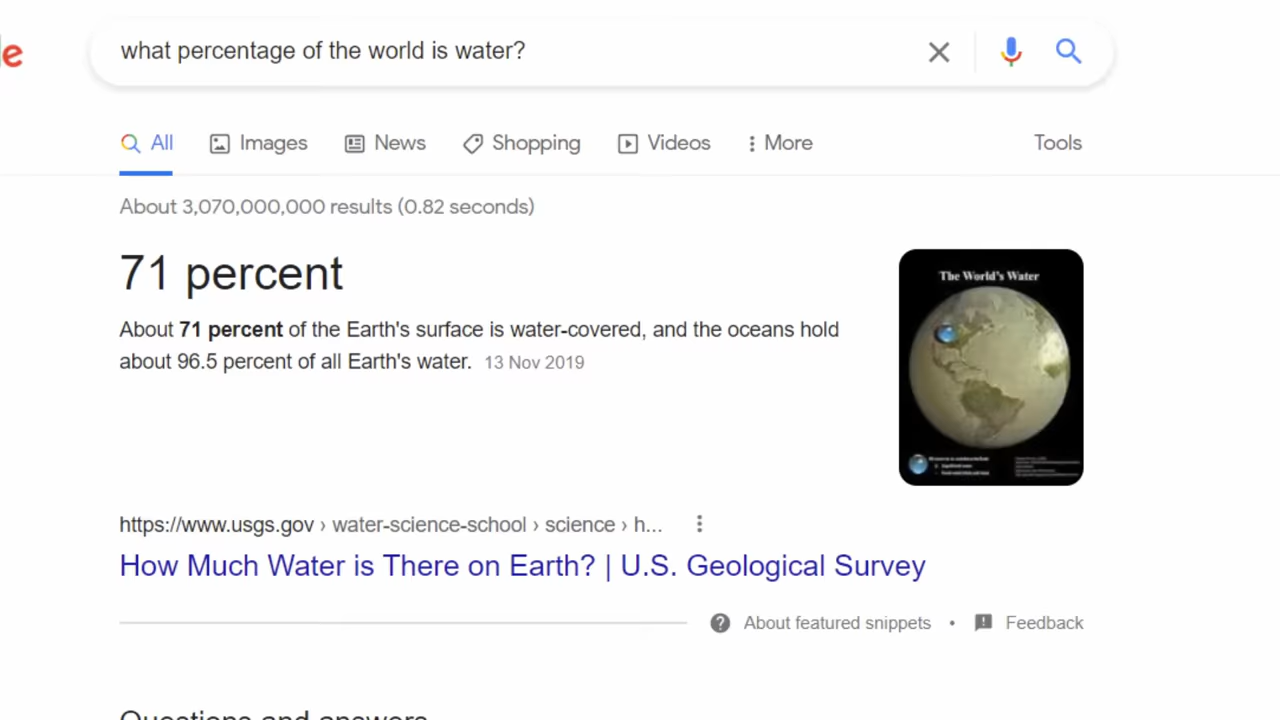 e
what percentage of the world is water?
All Images News Shopping Videos More Tools
About 3,070,000,000 results (0.82 seconds)
71 percent
About 71 percent of the Earth's surface is water-covered, and the oceans hold
about 96.5 percent of all Earth's water. 13 Nov 2019
The World's Water
https://www.usgs.gov › water-science-school › science › h...
How Much Water is There on Earth? | U.S. Geological Survey
About featured snippets • Feedback
Questions and answers